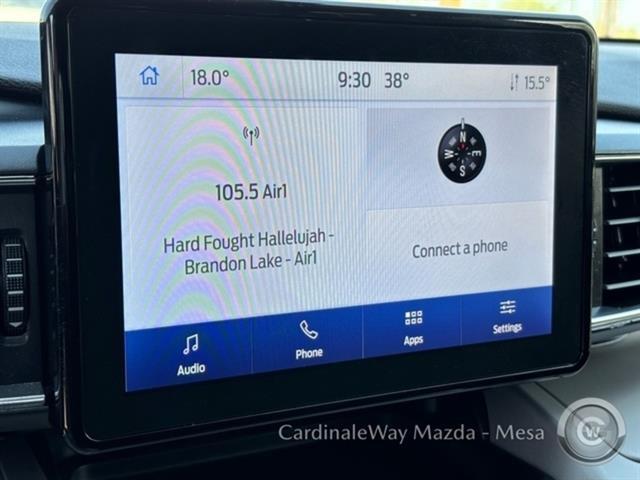 18.0° 9:30 38° 15.5°
105.5 Air1
Hard Fought Hallelujah -
Brandon Lake - Air1
N
W E
S
Connect a phone
Audio Phone Apps Settings
CardinaleWay Mazda - Mesa
CW